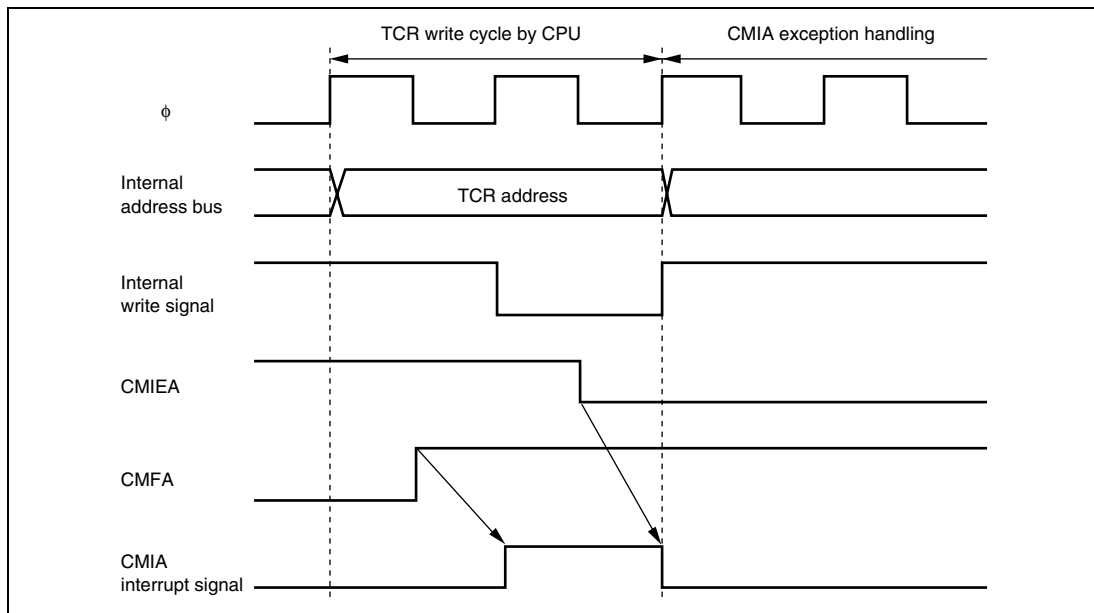 TCR write cycle by CPU
CMIA exception handling
ϕ
Internal
address bus
TCR address
Internal
write signal
CMIEA
CMFA
CMIA
interrupt signal